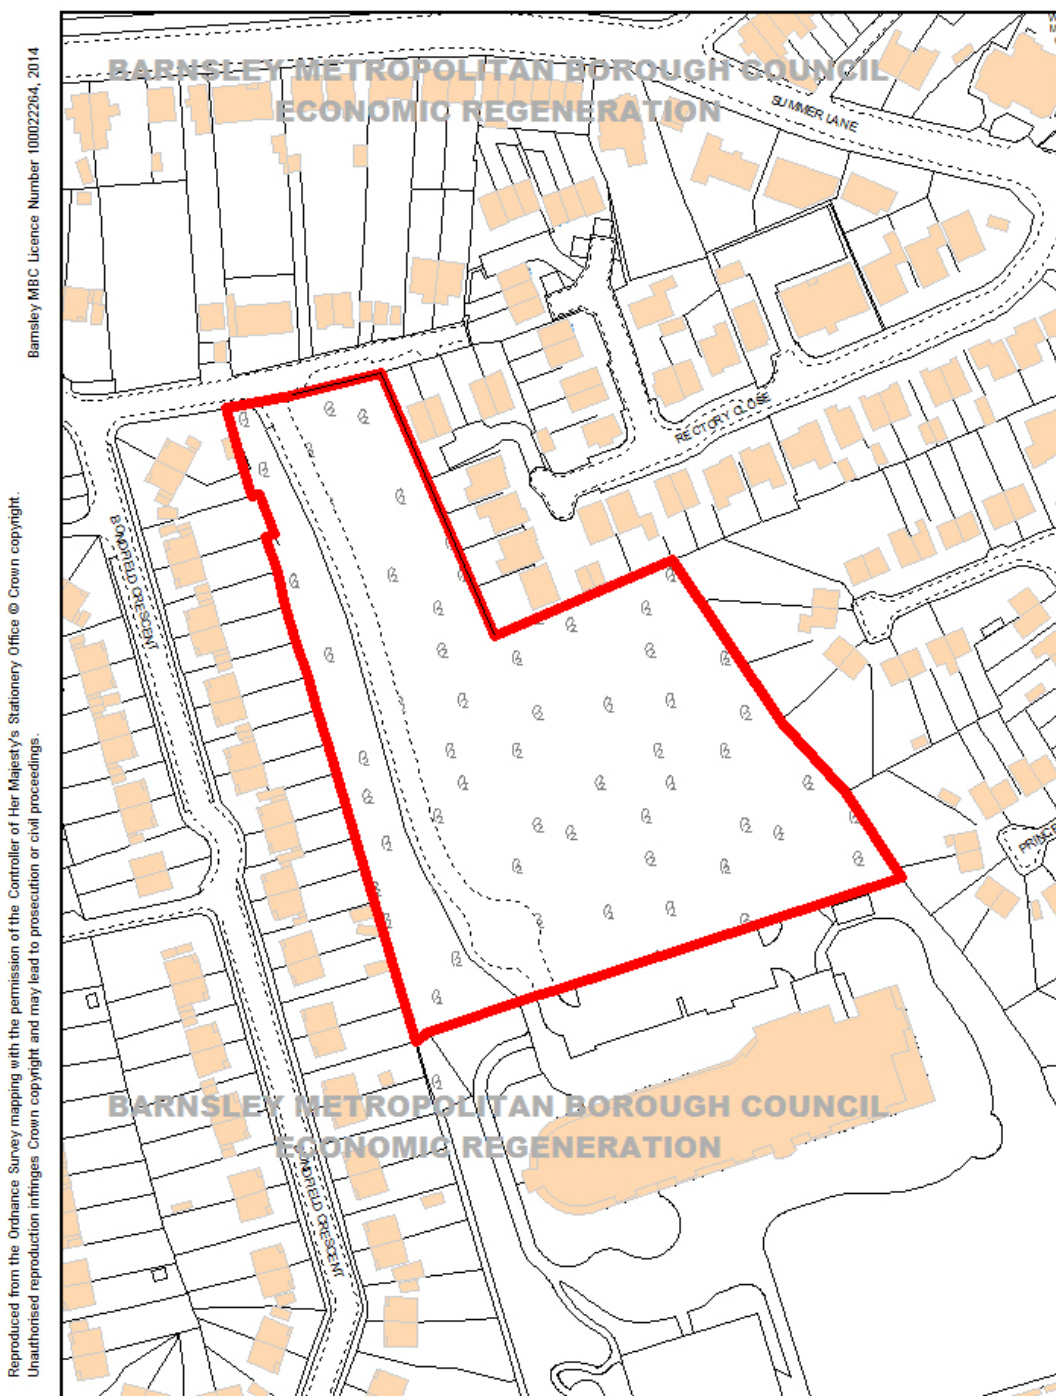 BARNSLEY METROPOLITAN BOROUGH COUNCIL
ECONOMIC REGENERATION
SUMMER LANE
RECTORY CLOSE
BONDFIELD CRESCENT
PRINCE
BARNSLEY METROPOLITAN BOROUGH COUNCIL
ECONOMIC REGENERATION
BONDFIELD CRESCENT
Barnsley MBC Licence Number 100022264, 2014
Reproduced from the Ordnance Survey mapping with the permission of the Controller of Her Majesty's Stationery Office © Crown copyright.
Unauthorised reproduction infringes Crown copyright and may lead to prosecution or civil proceedings.